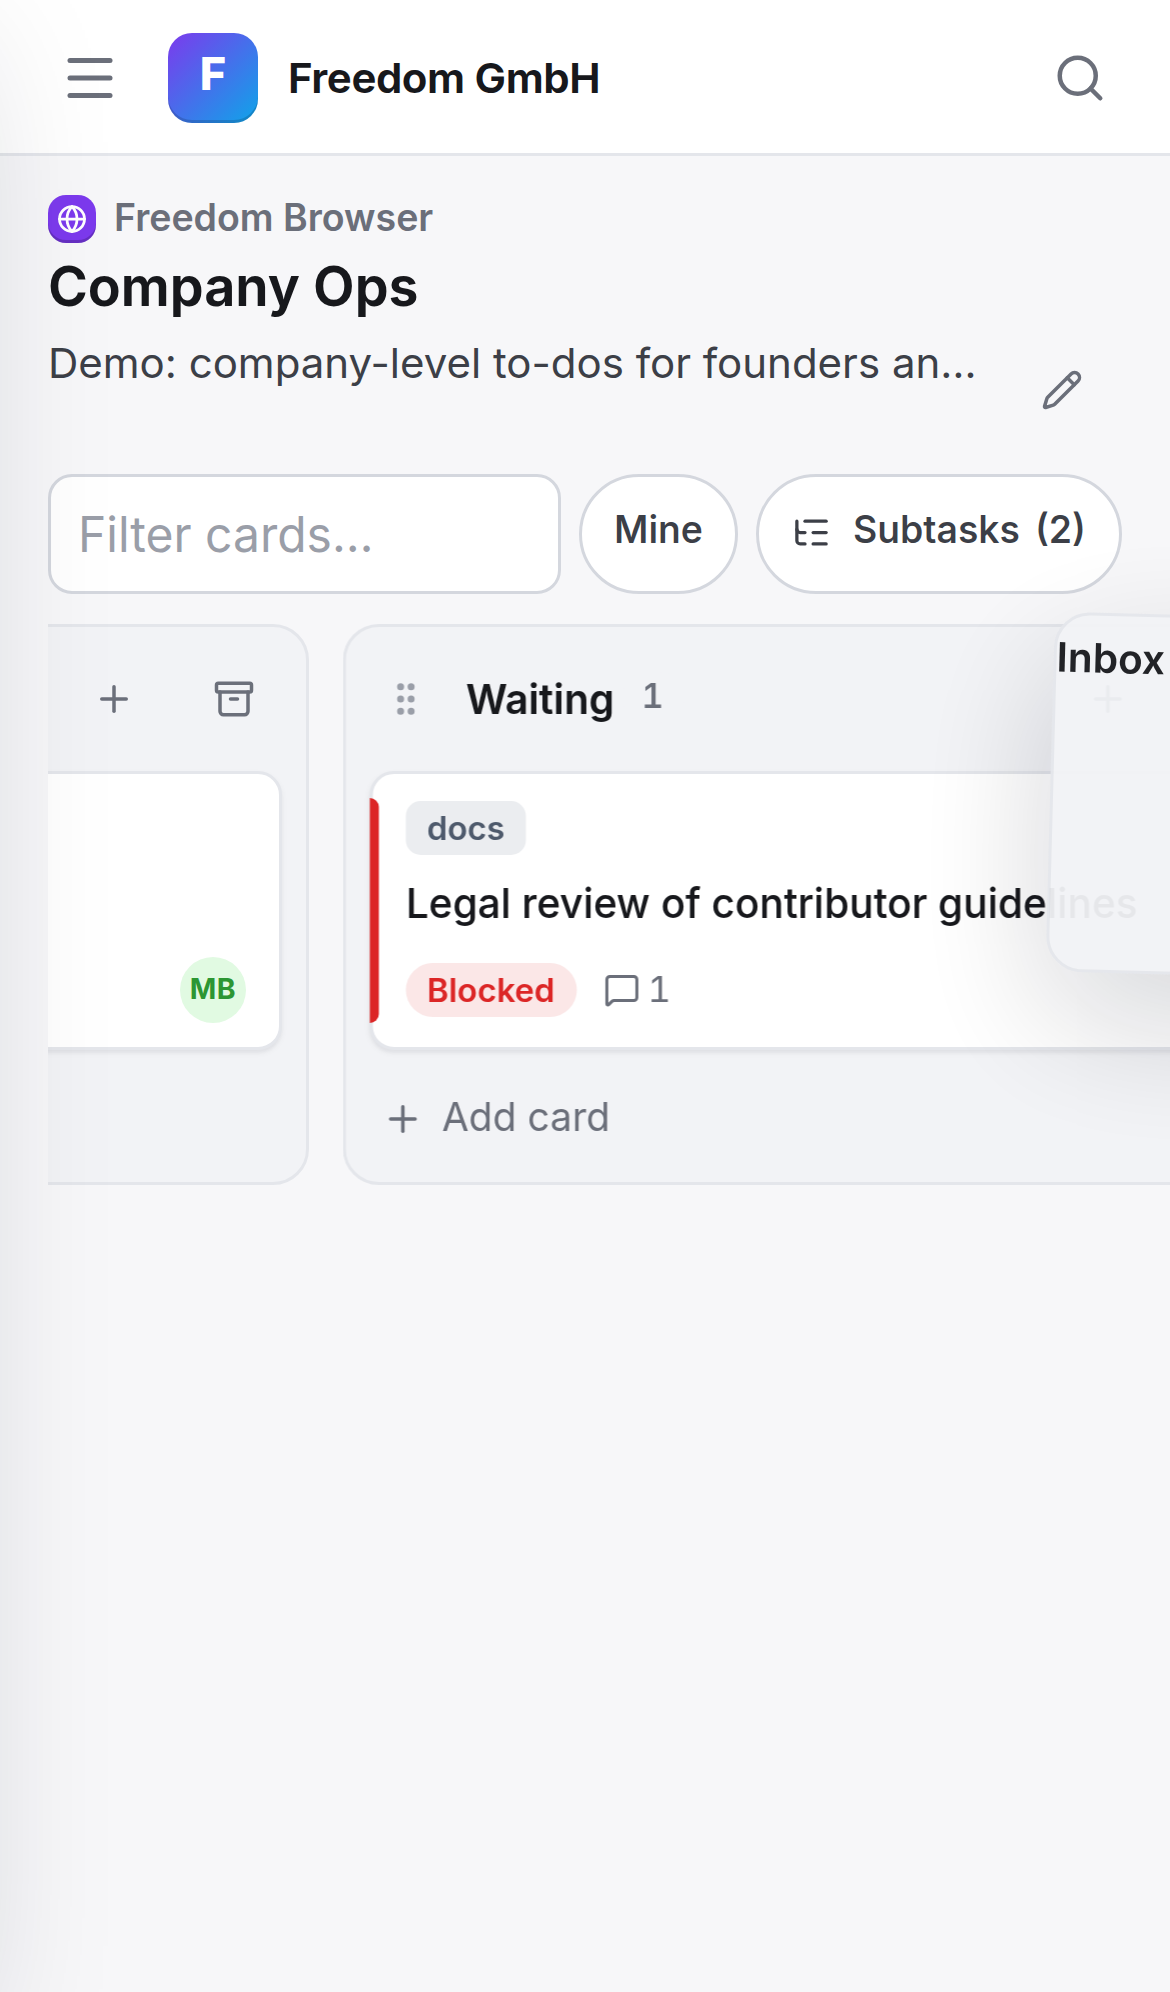 F Freedom GmbH
Freedom Browser
Company Ops
Demo: company-level to-dos for founders an...
Filter cards...
Mine
Subtasks (2)
Inbox
Waiting 1
docs
Legal review of contributor guidelines
MB
Blocked 1
Add card